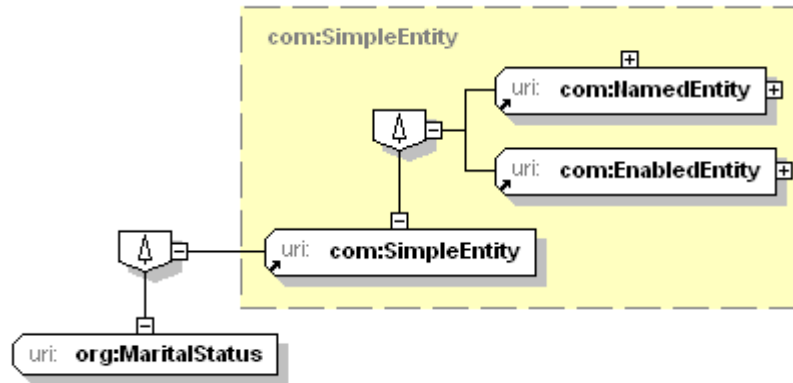 com:SimpleEntity
uri: com:NamedEntity
uri: com:EnabledEntity
uri: com:SimpleEntity
uri: org:MaritalStatus